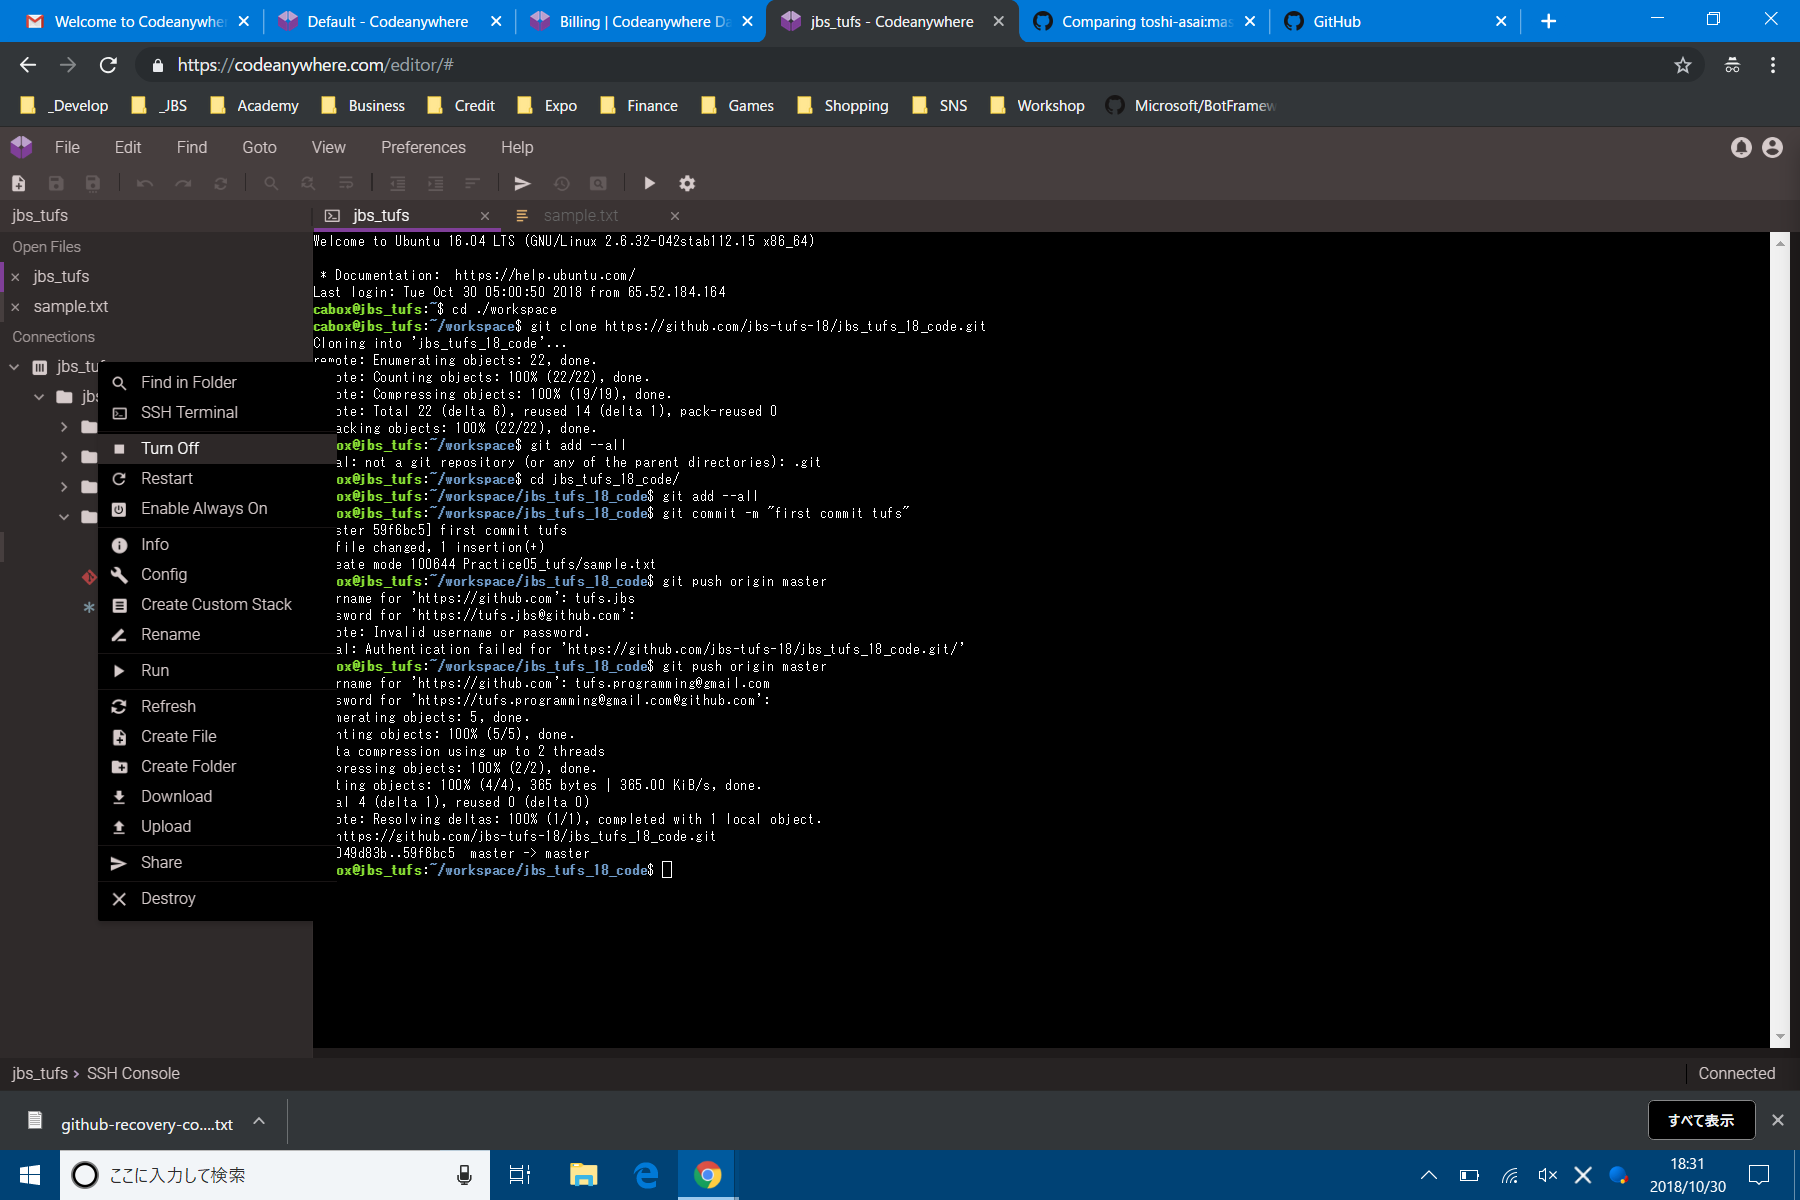 Welcome to Codeanywhe
Default - Codeanywhere
Billing | Codeanywhere Da
jbs_tufs - Codeanywhere
Comparing toshi-asai:mas
GitHub
https://codeanywhere.com/editor/#
_Develop
_JBS
Academy
Business
Credit
Expo
Finance
Games
Shopping
SNS
Workshop
Microsoft/BotFramew
File
Edit
Find
Goto
View
Preferences
Help
jbs_tufs
jbs_tufs
sample.txt
Open Files
jbs_tufs
sample.txt
Connections
jbs_tuf
jbs
Find in Folder
SSH Terminal
Turn Off
Restart
Enable Always On
Info
Config
Create Custom Stack
Rename
Run
Refresh
Create File
Create Folder
Download
Upload
Share
Destroy
Welcome to Ubuntu 16.04 LTS (GNU/Linux 2.6.32-042stab112.15 x86_64)
* Documentation:  https://help.ubuntu.com/
Last login: Tue Oct 30 05:00:50 2018 from 65.52.184.164
cabox@jbs_tufs:~$ cd ./workspace
cabox@jbs_tufs:~/workspace$ git clone https://github.com/jbs-tufs-18/jbs_tufs_18_code.git
Cloning into 'jbs_tufs_18_code'...
remote: Enumerating objects: 22, done.
ote: Counting objects: 100% (22/22), done.
ote: Compressing objects: 100% (19/19), done.
ote: Total 22 (delta 6), reused 14 (delta 1), pack-reused 0
acking objects: 100% (22/22), done.
ox@jbs_tufs:~/workspace$ git add --all
al: not a git repository (or any of the parent directories): .git
ox@jbs_tufs:~/workspace$ cd jbs_tufs_18_code/
ox@jbs_tufs:~/workspace/jbs_tufs_18_code$ git add --all
ox@jbs_tufs:~/workspace/jbs_tufs_18_code$ git commit -m "first commit tufs"
ster 59f6bc5] first commit tufs
file changed, 1 insertion(+)
eate mode 100644 Practice05_tufs/sample.txt
ox@jbs_tufs:~/workspace/jbs_tufs_18_code$ git push origin master
rname for 'https://github.com': tufs.jbs
sword for 'https://tufs.jbs@github.com':
ote: Invalid username or password.
al: Authentication failed for 'https://github.com/jbs-tufs-18/jbs_tufs_18_code.git/'
ox@jbs_tufs:~/workspace/jbs_tufs_18_code$ git push origin master
rname for 'https://github.com': tufs.programming@gmail.com
sword for 'https://tufs.programming@gmail.com@github.com':
merating objects: 5, done.
nting objects: 100% (5/5), done.
ta compression using up to 2 threads
pressing objects: 100% (2/2), done.
ting objects: 100% (4/4), 365 bytes | 365.00 KiB/s, done.
al 4 (delta 1), reused 0 (delta 0)
ote: Resolving deltas: 100% (1/1), completed with 1 local object.
https://github.com/jbs-tufs-18/jbs_tufs_18_code.git
049d83b..59f6bc5  master -> master
ox@jbs_tufs:~/workspace/jbs_tufs_18_code$
jbs_tufs › SSH Console
Connected
github-recovery-co....txt
すべて表示
ここに入力して検索
18:31
2018/10/30